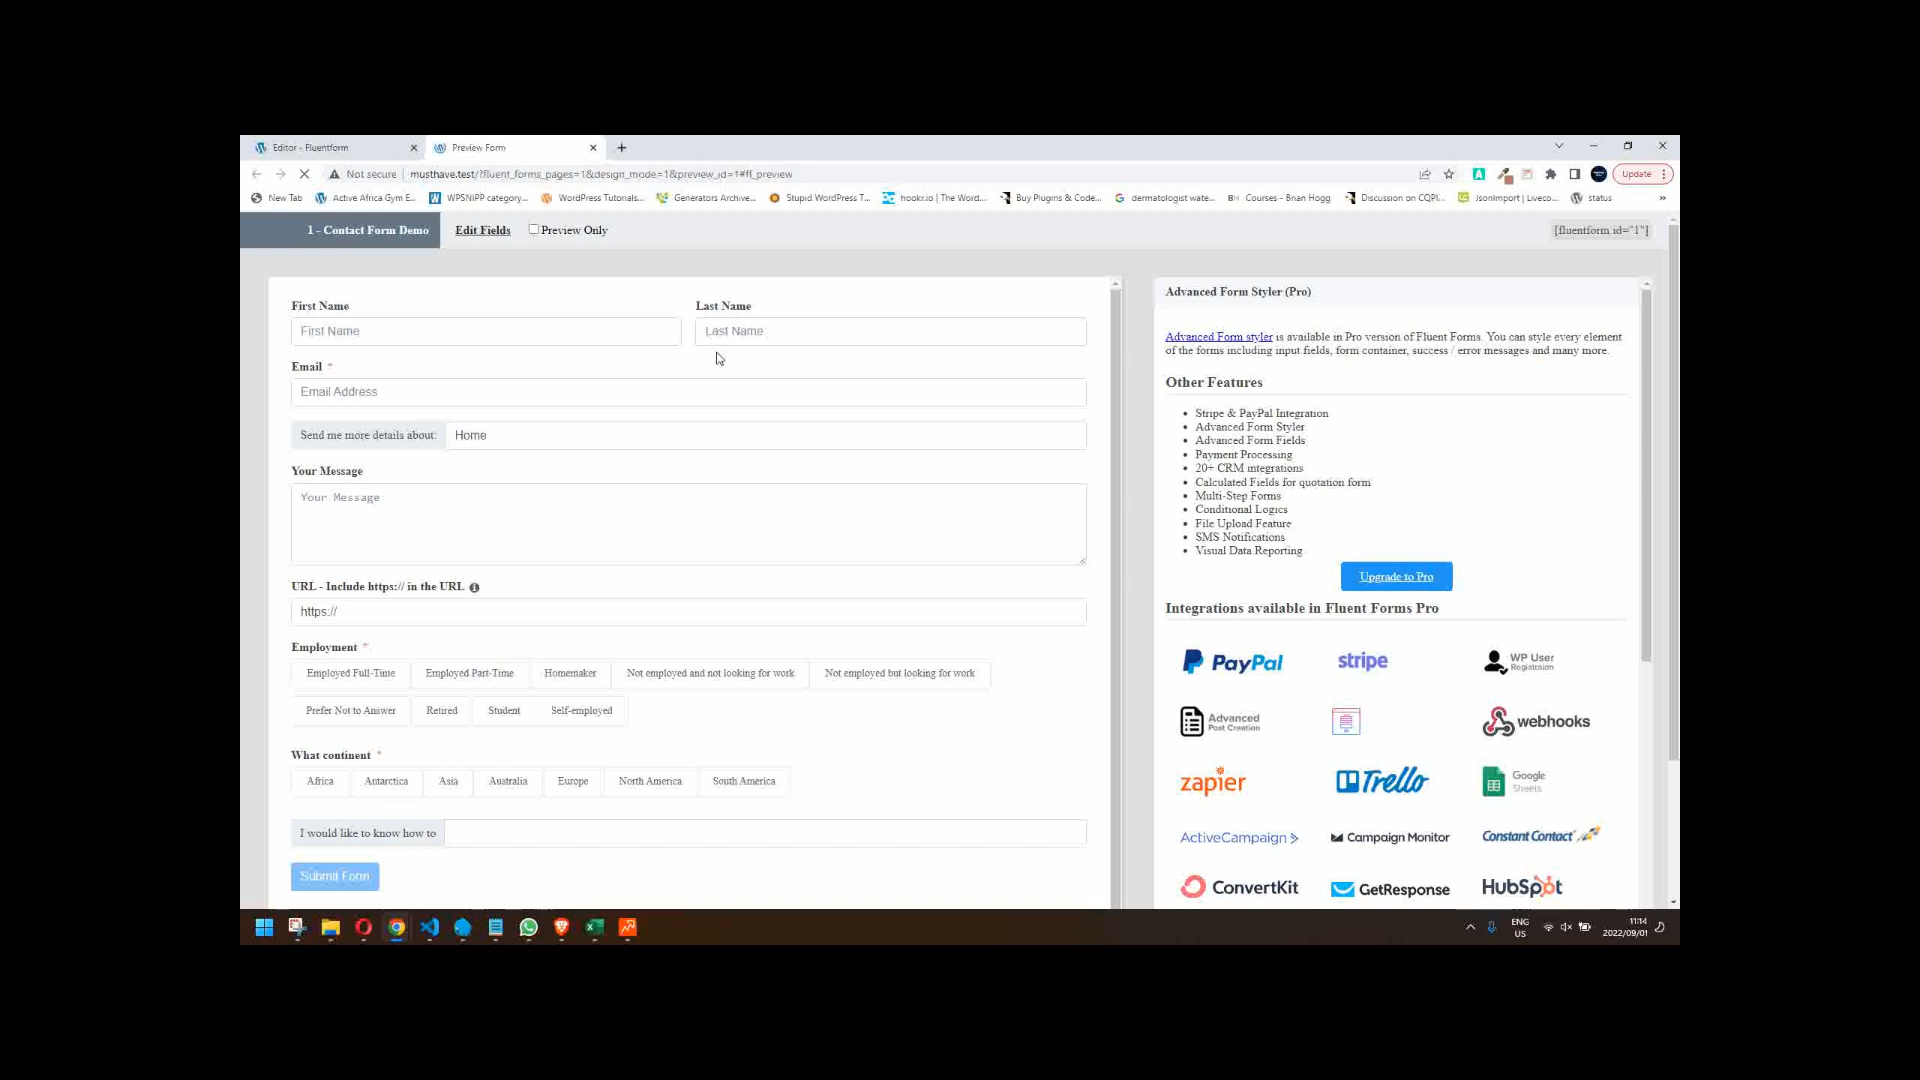 Editor - Fluentform
Preview Form
Not secure
musthave.test/?fluent_forms_pages=1&design_mode=1&preview_id=1#ff_preview
Update
New Tab
Active Africa Gym E...
WPSNIPP category...
WordPress Tutorials...
Generators Archive...
Stupid WordPress T...
hookr.io | The Word...
Buy Plugins & Code...
dermatologist wate...
Courses - Brian Hogg
Discussion on CQPI...
JsonImport | Liveco...
status
1 - Contact Form Demo
Edit Fields
Preview Only
[fluentform id="1"]
First Name
Last Name
First Name
Last Name
Email *
Email Address
Send me more details about:
Home
Your Message
Your Message
URL - Include https:// in the URL
https://
Employment *
Employed Full-Time
Employed Part-Time
Homemaker
Not employed and not looking for work
Not employed but looking for work
Prefer Not to Answer
Retired
Student
Self-employed
What continent *
Africa
Antarctica
Asia
Australia
Europe
North America
South America
I would like to know how to
Submit Form
Advanced Form Styler (Pro)
Advanced Form styler is available in Pro version of Fluent Forms. You can style every element
of the forms including input fields, form container, success / error messages and many more.
Other Features
Stripe & PayPal Integration
Advanced Form Styler
Advanced Form Fields
Payment Processing
20+ CRM integrations
Calculated Fields for quotation form
Multi-Step Forms
Conditional Logics
File Upload Feature
SMS Notifications
Visual Data Reporting
Upgrade to Pro
Integrations available in Fluent Forms Pro
PayPal
stripe
WP User
Registration
Advanced
Post Creation
webhooks
zapier
Trello
Google
Sheets
ActiveCampaign >
Campaign Monitor
Constant Contact
ConvertKit
GetResponse
HubSpot
ENG
US
11:14
2022/09/01